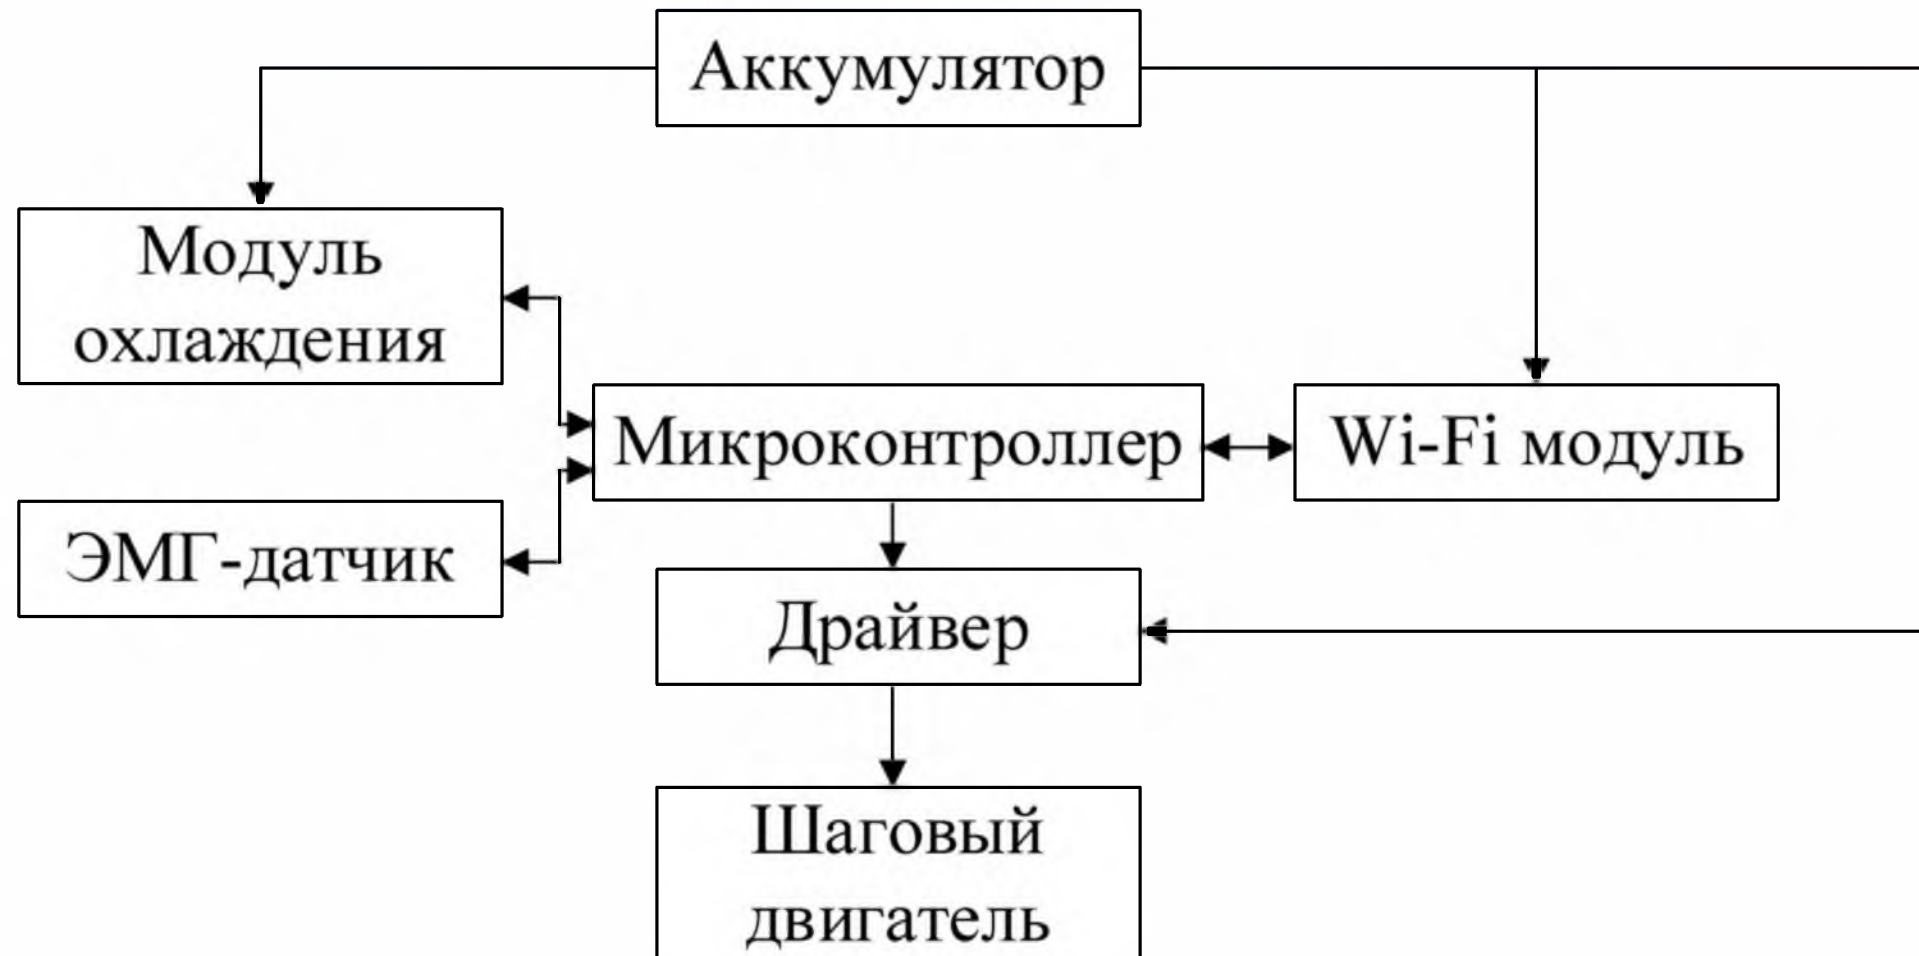 Аккумулятор
Модуль
охлаждения
Микроконтроллер
Wi-Fi модуль
ЭМГ-датчик
Драйвер
Шаговый
двигатель